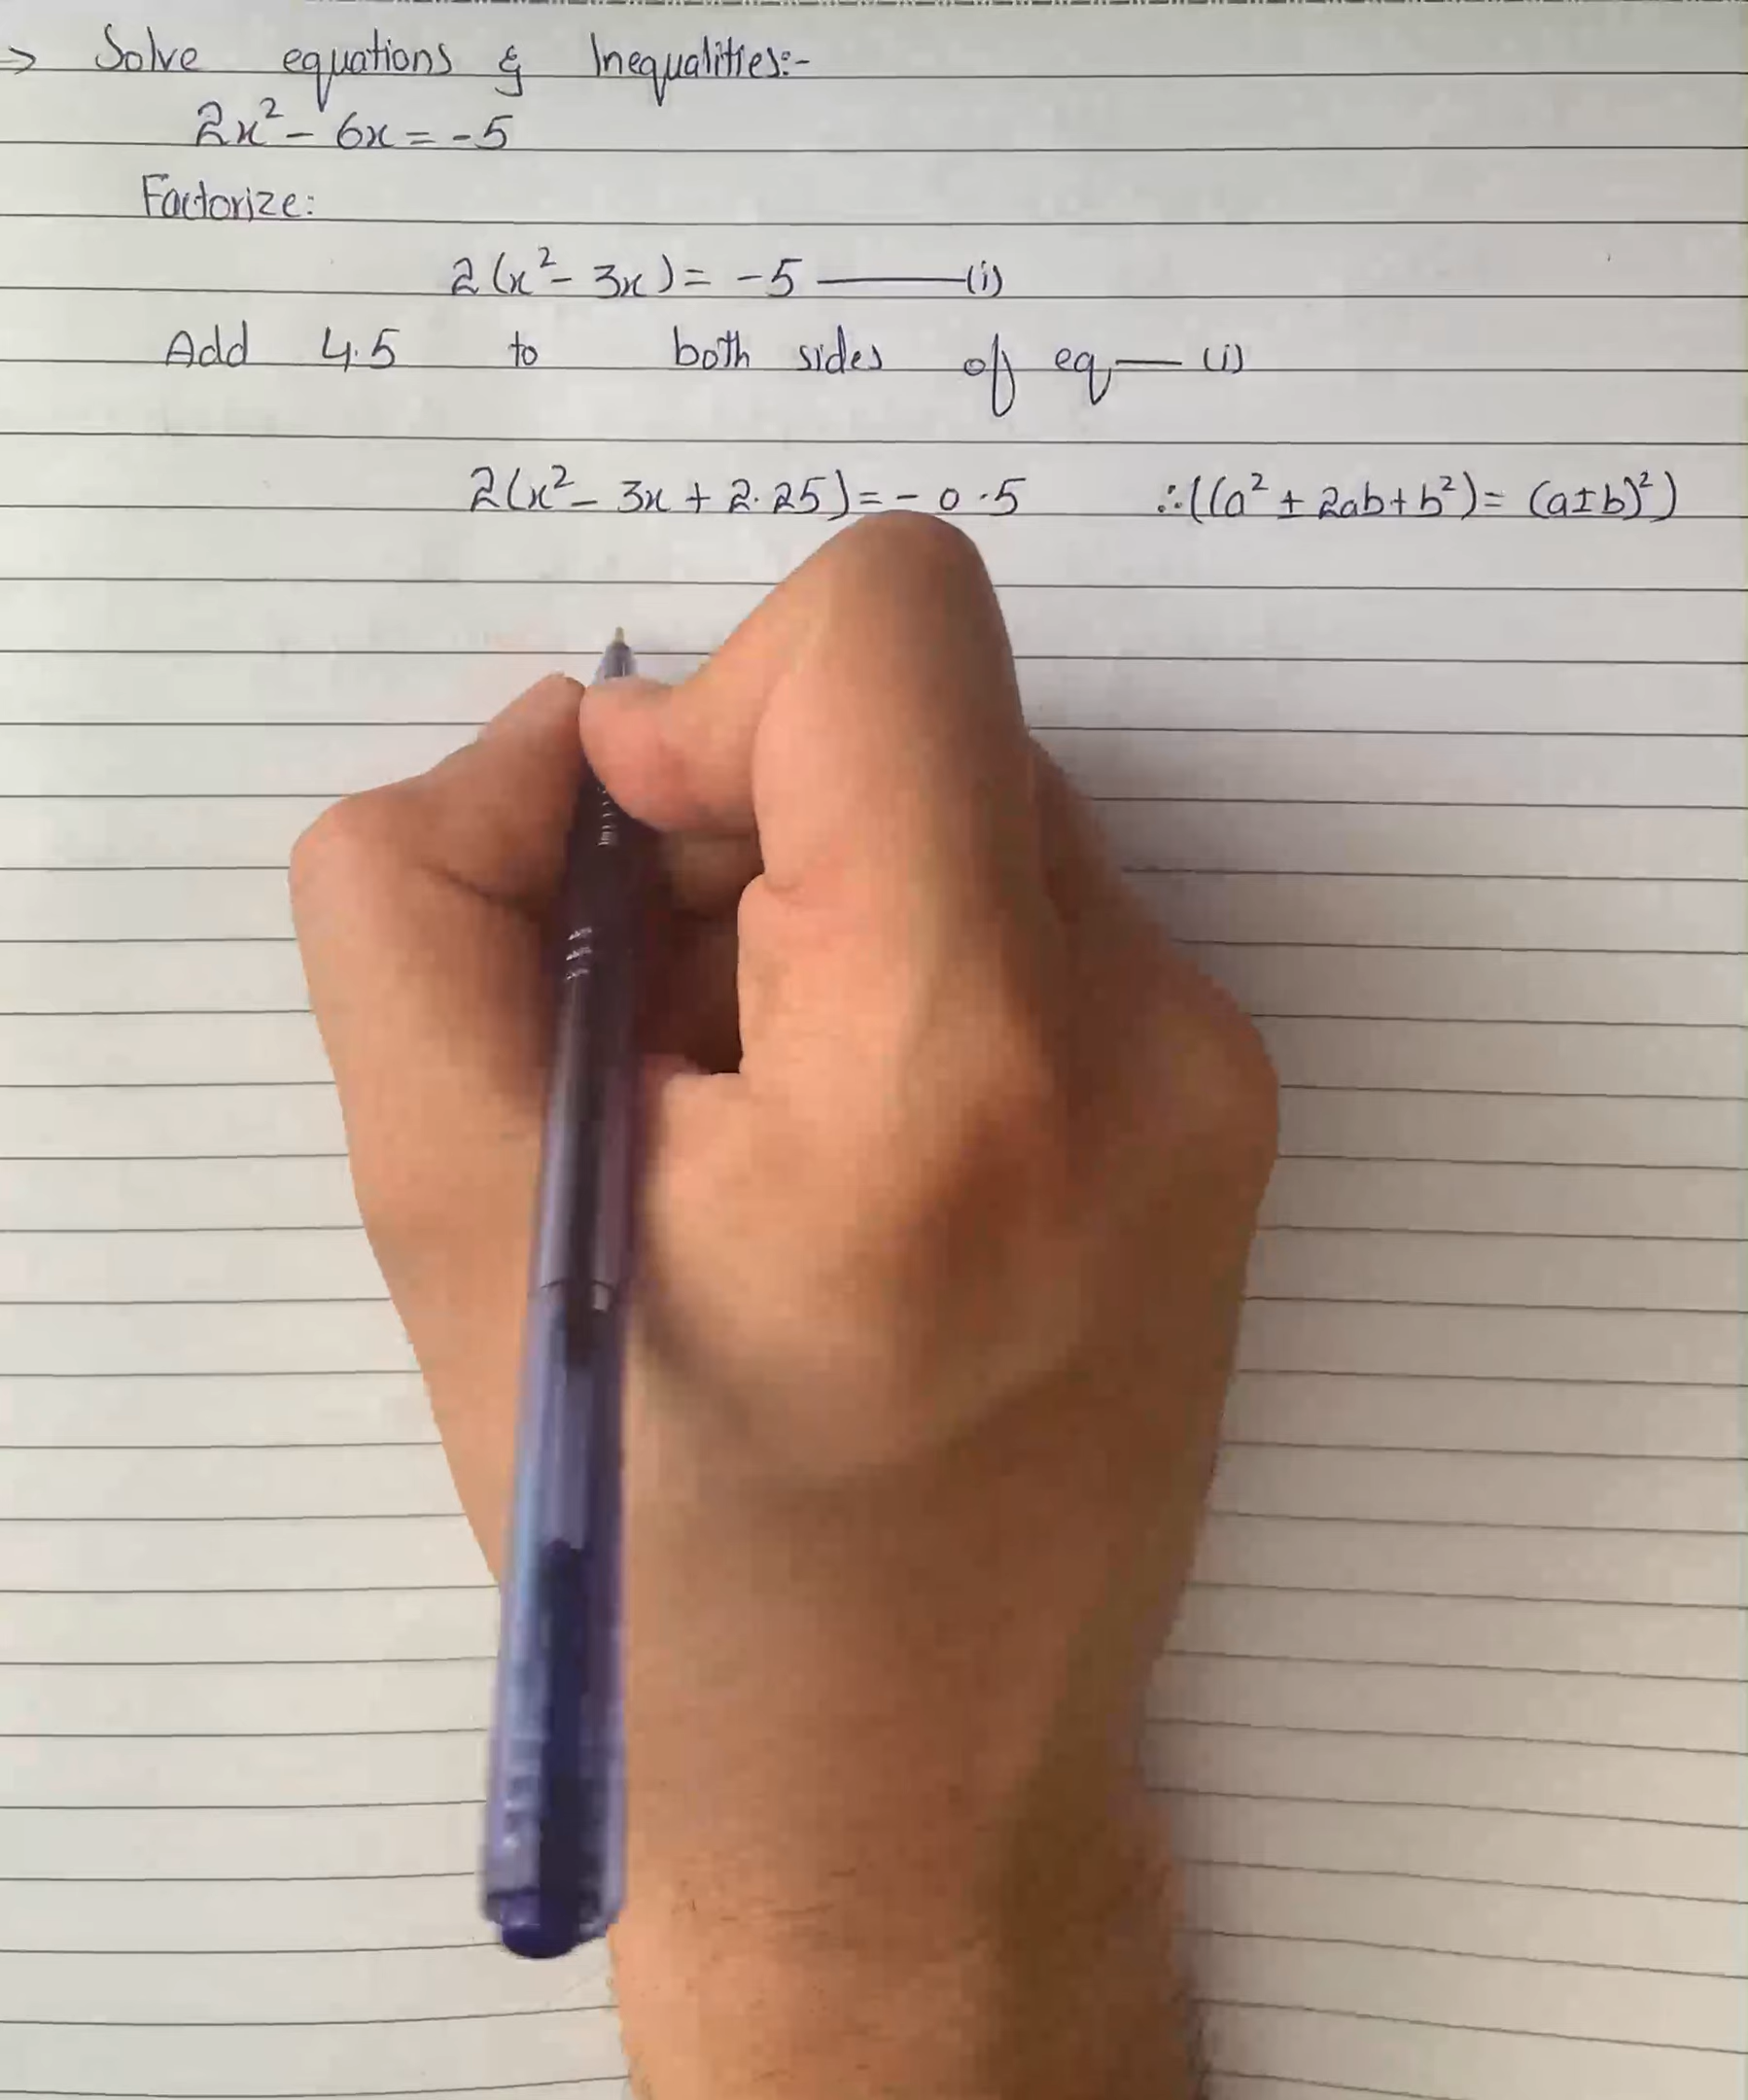 => Solve equations & Inequalities:-
2x² - 6x = -5
Factorize:
2(x² - 3x) = -5 ——— (i)
Add 4.5 to both sides of eq — (i)
2(x² - 3x + 2.25) = - 0.5 ∴ ((a² ± 2ab + b²) = (a ± b)²)